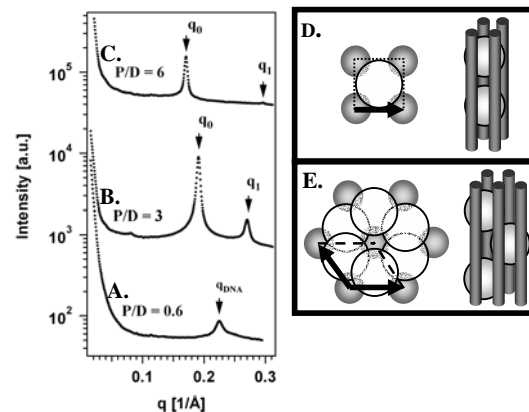 C.
P/D = 6
q0
q1
B.
P/D = 3
q0
q1
A.
P/D = 0.6
qDNA
Intensity [a.u.]
10^5
10^4
10^3
10^2
0.1
0.2
0.3
q [1/Å]
D.
E.